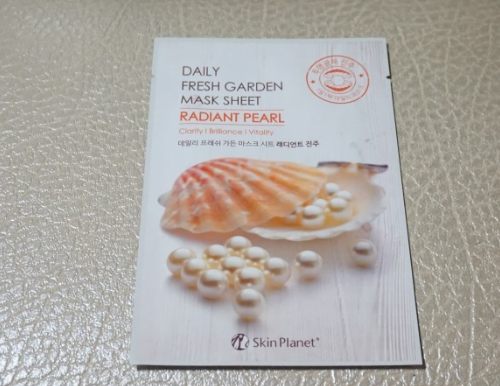 DAILY
FRESH GARDEN
MASK SHEET
RADIANT PEARL
Clarity I Brilliance I Vitality
데일리 프레쉬 가든 마스크 시트 레디언트 진주
Skin Planet